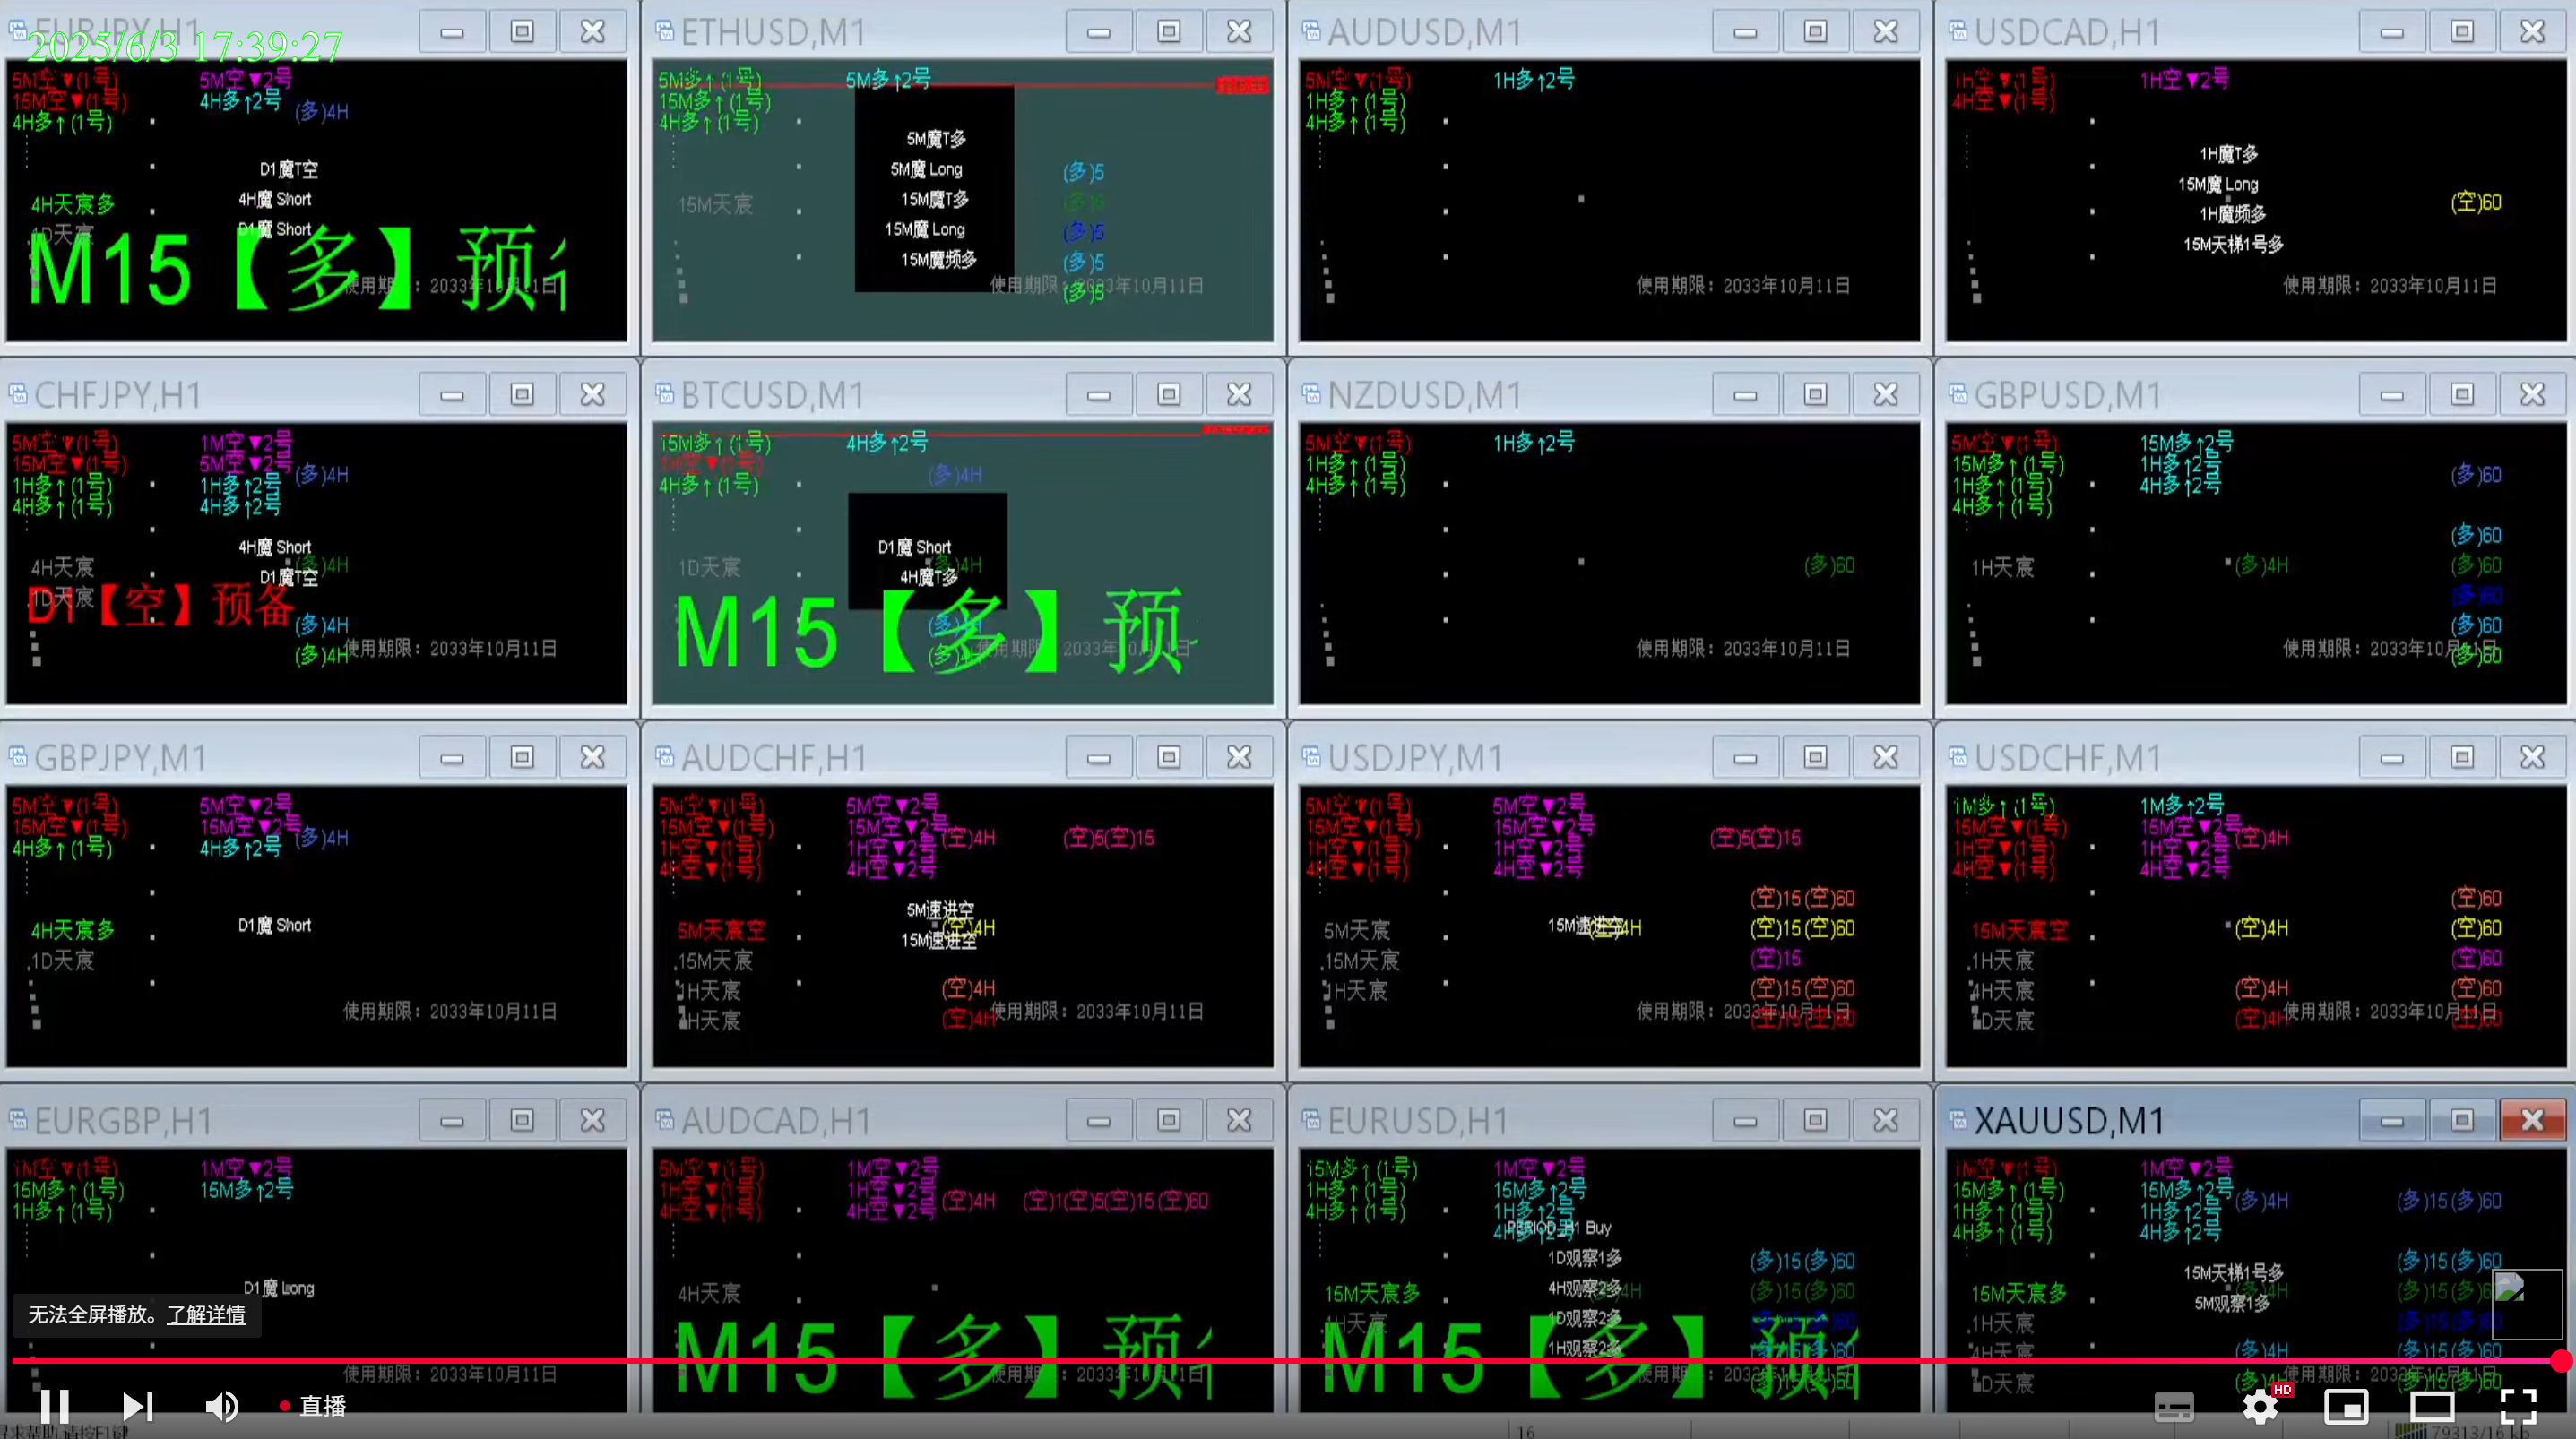 2025/6/3 17:39:27
EURJPY,H1
5M空▼(1号)
5M空▼2号
15M空▼(1号)
4H多↑2号
(多)4H
4H多↑(1号)
D1魔T空
4H魔 Short
4H天宸多
D1魔 Short
1D天宸
M15【多】预
使用期限：2033年10月11日
ETHUSD,M1
5M多↑(1号)
5M多↑2号
15M多↑(1号)
4H多↑(1号)
5M魔T多
5M魔 Long
(多)5
15M魔T多
15M天宸
15M魔 Long
(多)5
15M魔频多
(多)5
使用期限：2033年10月11日
(多)5
AUDUSD,M1
5M空▼(1号)
1H多↑2号
1H多↑(1号)
4H多↑(1号)
使用期限：2033年10月11日
USDCAD,H1
1H空▼(1号)
1H空▼2号
4H空▼(1号)
1H魔T多
15M魔 Long
(空)60
1H魔频多
15M天梯1号多
使用期限：2033年10月11日
CHFJPY,H1
5M空▼(1号)
1M空▼2号
15M空▼(1号)
5M空▼2号
(多)4H
1H多↑(1号)
1H多↑2号
4H多↑(1号)
4H多↑2号
4H魔 Short
4H天宸
(多)4H
D1魔T空
1D天宸
D1【空】预备
(多)4H
(多)4H
使用期限：2033年10月11日
BTCUSD,M1
15M多↑(1号)
4H多↑2号
1H空▼(1号)
(多)4H
4H多↑(1号)
D1魔 Short
1D天宸
(多)4H
4H魔T多
M15【多】预
使用期限：2033年10月11日
NZDUSD,M1
5M空▼(1号)
1H多↑2号
1H多↑(1号)
4H多↑(1号)
(多)60
使用期限：2033年10月11日
GBPUSD,M1
5M空▼(1号)
15M多↑2号
15M多↑(1号)
1H多↑2号
(多)60
1H多↑(1号)
4H多↑2号
4H多↑(1号)
(多)60
1H天宸
(多)4H
(多)60
(多)60
(多)60
(多)60
使用期限：2033年10月11日
GBPJPY,M1
5M空▼(1号)
5M空▼2号
15M空▼(1号)
15M空▼2号
(多)4H
4H多↑(1号)
4H多↑2号
4H天宸多
D1魔 Short
1D天宸
使用期限：2033年10月11日
AUDCHF,H1
5M空▼(1号)
5M空▼2号
15M空▼(1号)
15M空▼2号
(空)4H
(空)5(空)15
1H空▼(1号)
1H空▼2号
4H空▼(1号)
4H空▼2号
5M速进空
5M天宸空
(空)4H
15M速进空
15M天宸
1H天宸
(空)4H
4H天宸
(空)4H
使用期限：2033年10月11日
USDJPY,M1
5M空▼(1号)
5M空▼2号
15M空▼(1号)
15M空▼2号
(空)5(空)15
1H空▼(1号)
1H空▼2号
4H空▼(1号)
4H空▼2号
(空)15(空)60
5M天宸
15M速进空
(空)4H
(空)15(空)60
15M天宸
(空)15
1H天宸
(空)15(空)60
(空)15(空)60
使用期限：2033年10月11日
USDCHF,M1
1M多↑(1号)
1M多↑2号
15M空▼(1号)
15M空▼2号
(空)4H
1H空▼(1号)
1H空▼2号
4H空▼(1号)
4H空▼2号
(空)60
15M天宸空
(空)4H
(空)60
1H天宸
(空)60
4H天宸
(空)4H
(空)60
1D天宸
(空)4H
(空)60
使用期限：2033年10月11日
EURGBP,H1
1M空▼(1号)
1M空▼2号
15M多↑(1号)
15M多↑2号
1H多↑(1号)
D1魔 Long
无法全屏播放。了解详情
使用期限：2033年10月11日
AUDCAD,H1
5M空▼(1号)
1M空▼2号
1H空▼(1号)
1H空▼2号
(空)4H
(空)1(空)5(空)15(空)60
4H空▼(1号)
4H空▼2号
4H天宸
M15【多】预
使用期限：2033年10月11日
EURUSD,H1
15M多↑(1号)
1M空▼2号
1H多↑(1号)
15M多↑2号
4H多↑(1号)
1H多↑2号
4H多↑2号
PERIOD_H1 Buy
1D观察1多
(多)15(多)60
15M天宸多
4H观察2多
(多)15(多)60
1D观察2多
4H天宸
1H观察2多
M15【多】预
XAUUSD,M1
1M空▼(1号)
1M空▼2号
15M多↑(1号)
15M多↑2号
(多)4H
(多)15(多)60
1H多↑(1号)
1H多↑2号
4H多↑(1号)
4H多↑2号
(多)15(多)60
15M天梯1号多
15M天宸多
(多)4H
5M观察1多
1H天宸
(多)15(多)60
4H天宸
(多)4H
(多)15(多)60
1D天宸
使用期限：2033年10月11日
直播
HD
寻求帮助,请按F1键
16
79313/16 kb